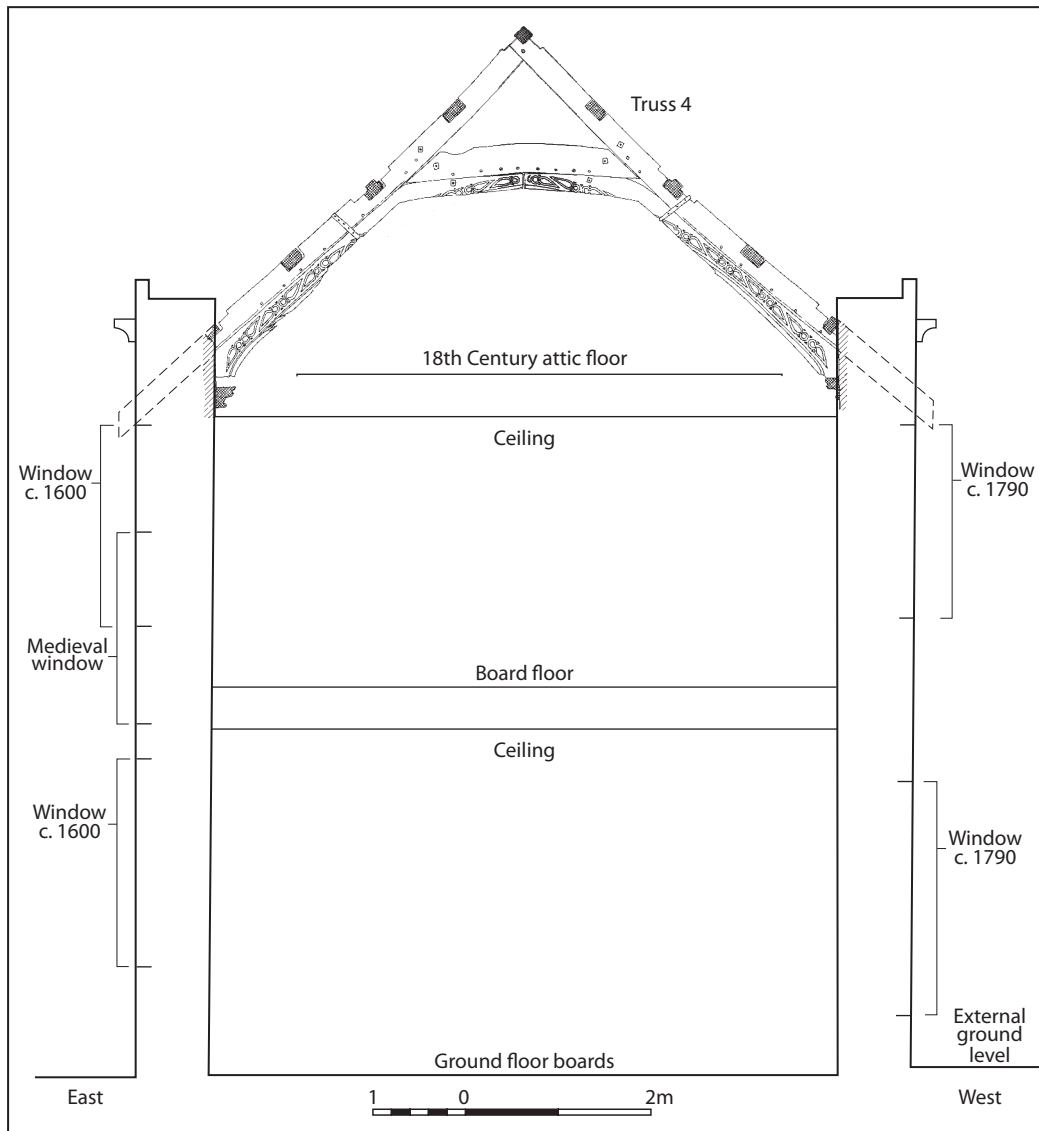 Truss 4
18th Century attic floor
Ceiling
Window
c. 1600
Window
c. 1790
Medieval
window
Board floor
Ceiling
Window
c. 1600
Window
c. 1790
External
ground
level
Ground floor boards
East
West
1 0 2m